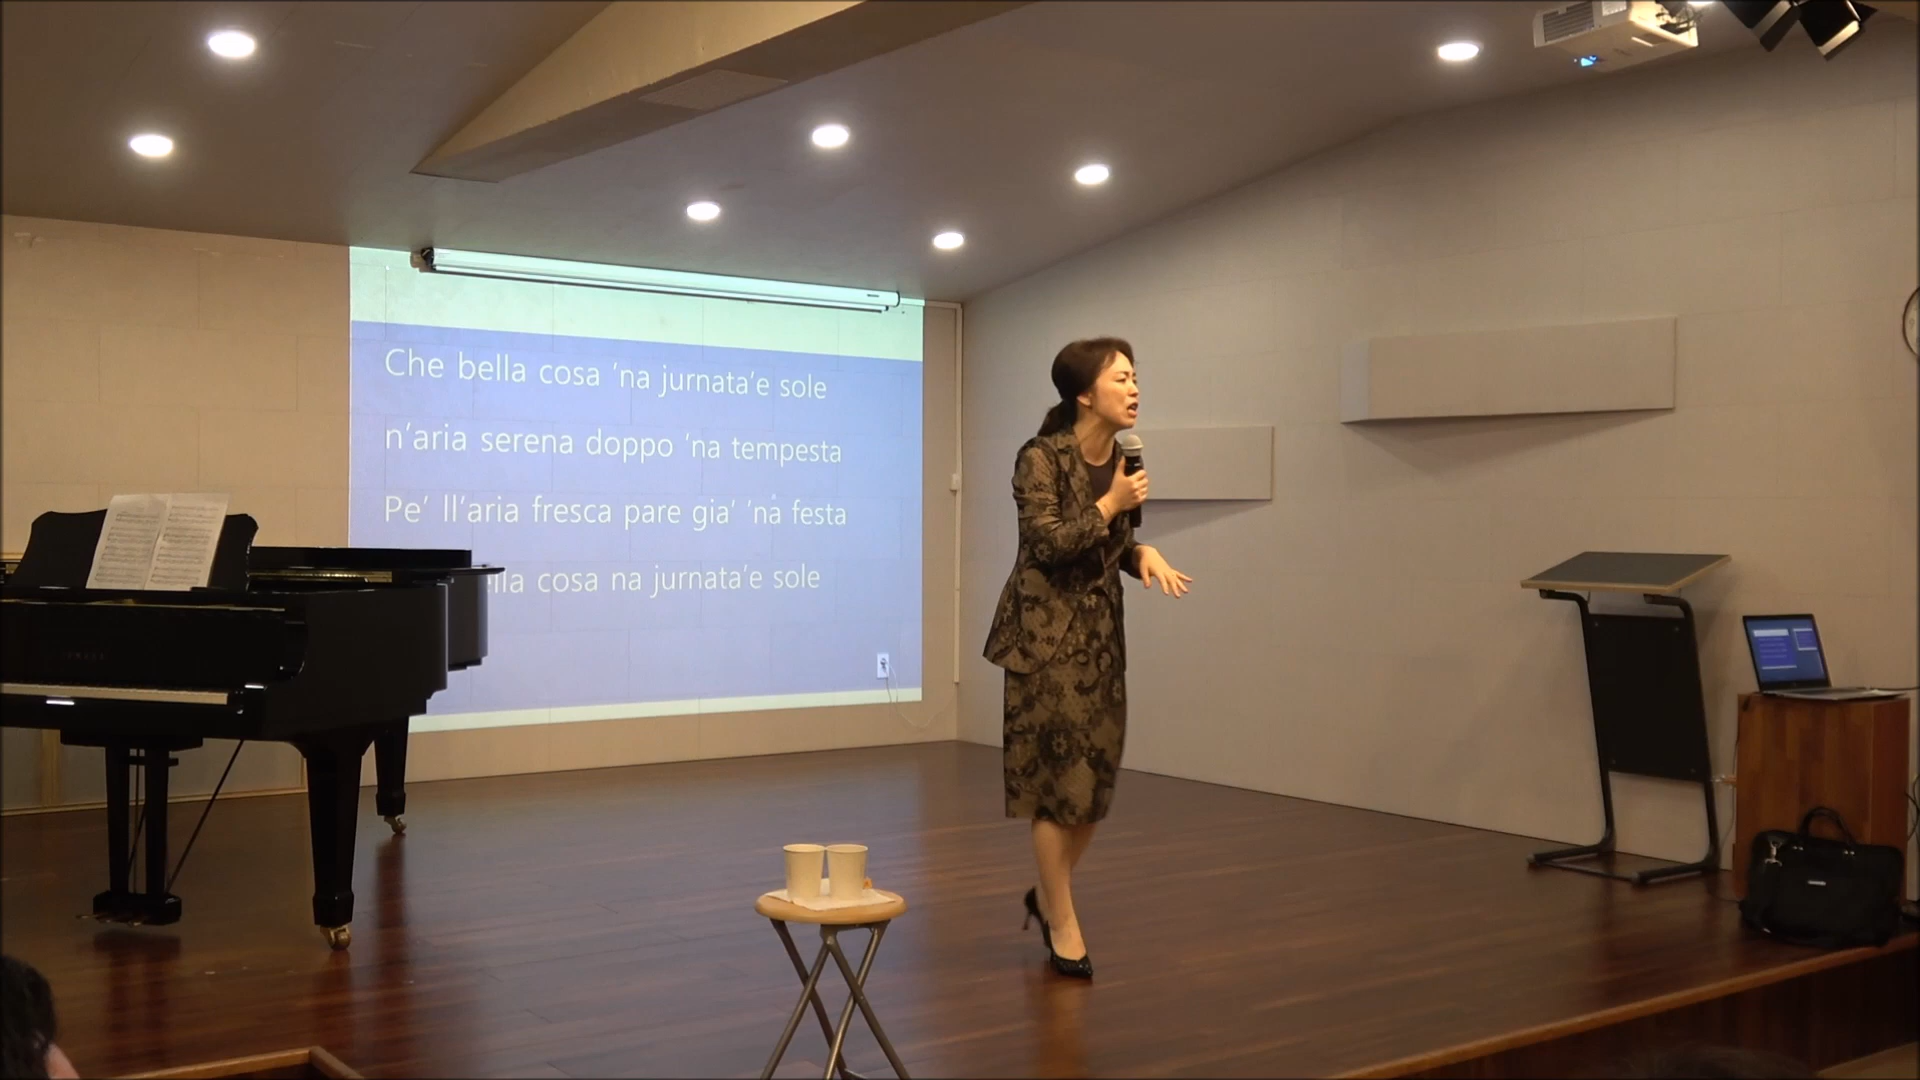 Che bella cosa ’na jurnata’e sole
n’aria serena doppo ’na tempesta
Pe’ ll’aria fresca pare gia’ ’na festa
cosa na jurnata’e sole